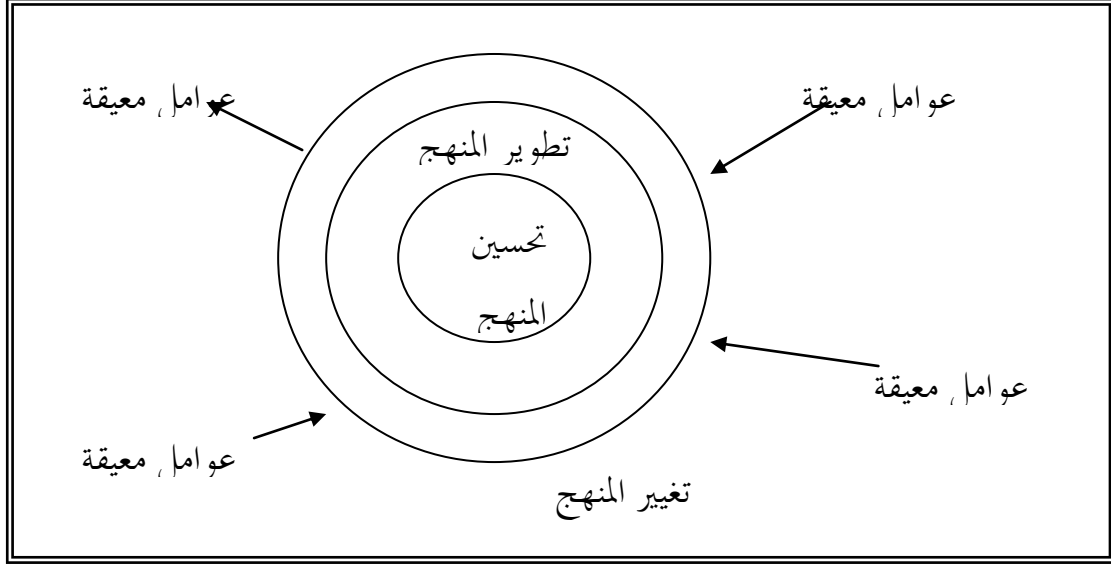 عوامل معيقة
عوامل معيقة
تطوير المنهج
تحسين
المنهج
عوامل معيقة
عوامل معيقة
تغيير المنهج